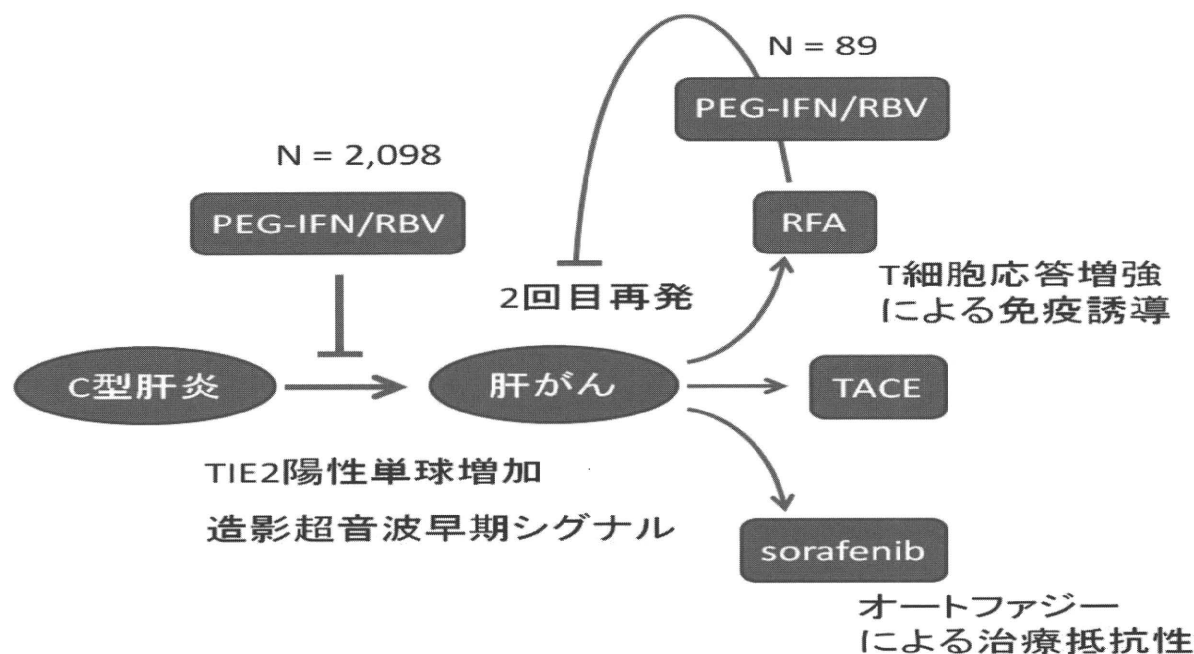 N = 89
PEG-IFN/RBV
N = 2,098
PEG-IFN/RBV
RFA
2回目再発
T細胞応答増強
による免疫誘導
C型肝炎
肝がん
TACE
TIE2陽性単球増加
造影超音波早期シグナル
sorafenib
オートファジー
による治療抵抗性